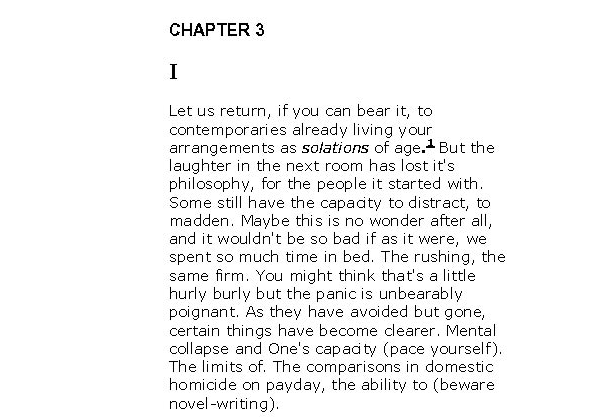 CHAPTER 3
I
Let us return, if you can bear it, to
contemporaries already living your
arrangements as solations of age.1 But the
laughter in the next room has lost it's
philosophy, for the people it started with.
Some still have the capacity to distract, to
madden. Maybe this is no wonder after all,
and it wouldn't be so bad if as it were, we
spent so much time in bed. The rushing, the
same firm. You might think that's a little
hurly burly but the panic is unbearably
poignant. As they have avoided but gone,
certain things have become clearer. Mental
collapse and One's capacity (pace yourself).
The limits of. The comparisons in domestic
homicide on payday, the ability to (beware
novel-writing).